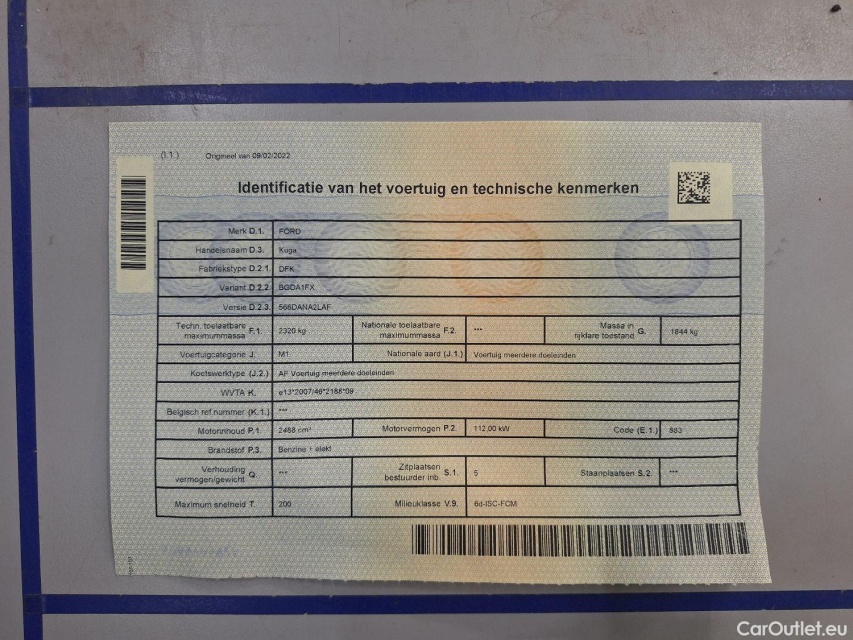 (I.1.) Origineel van 09/02/2022
Identificatie van het voertuig en technische kenmerken
Merk D.1. FORD
Handelsnaam D.3. Kuga
Fabriekstype D.2.1. DFK
Variant D.2.2 BGDA1FX
Versie D.2.3. 566DANA2LAF
Techn. toelaatbare maximummassa F.1. 2320 kg Nationale toelaatbare maximummassa F.2. *** Massa in rijklare toestand G. 1844 kg
Voertuigcategorie J. M1 Nationale aard (J.1.) Voertuig meerdere doeleinden
Koetswerktype (J.2.) AF Voertuig meerdere doeleinden
WVTA K. e13*2007/46*2188*09
Belgisch ref.nummer (K.1.) ***
Motorinhoud P.1. 2488 cm³ Motorvermogen P.2. 112,00 kW Code (E.1.) 883
Brandstof P.3. Benzine + elekt
Verhouding vermogen/gewicht Q. *** Zitplaatsen bestuurder inb. S.1. 5 Staanplaatsen S.2. ***
Maximum snelheid T. 200 Milieuklasse V.9. 6d-ISC-FCM
CarOutlet.eu